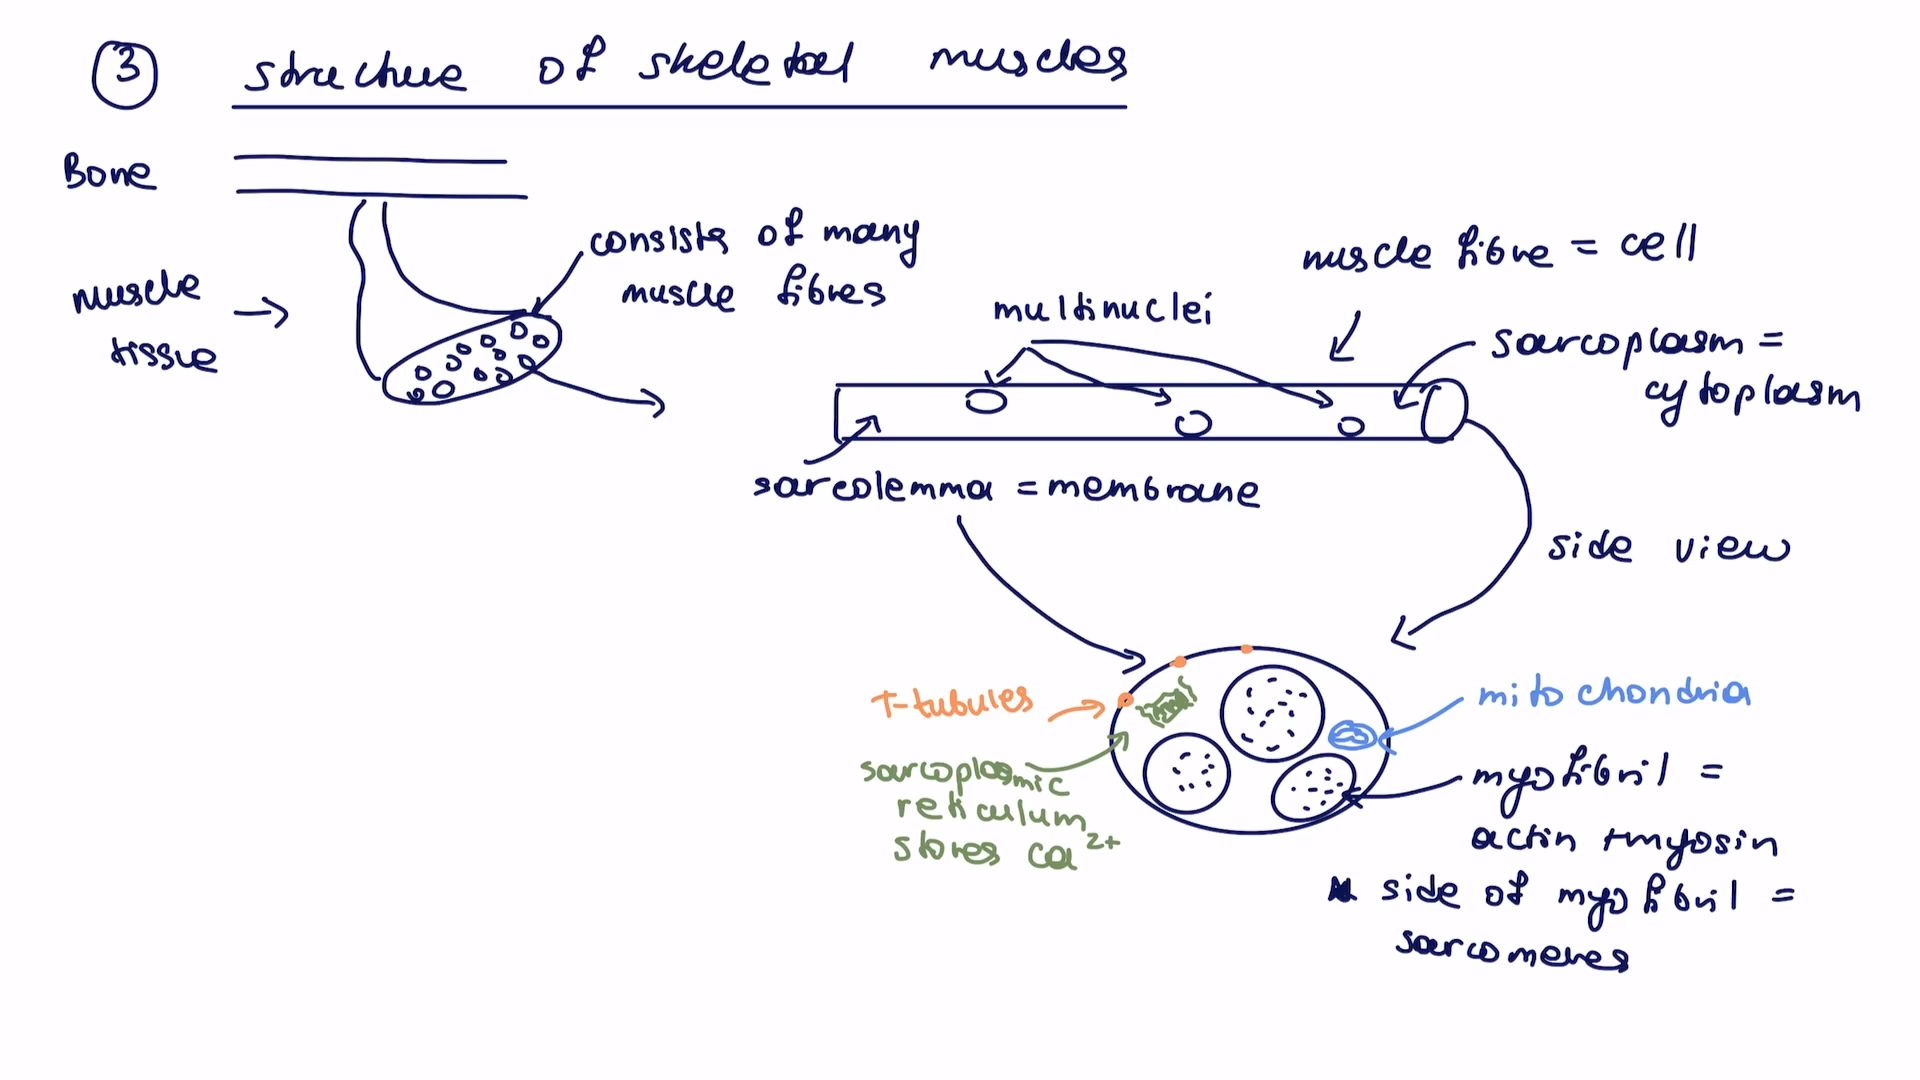 3 structure of skeletal muscles
Bone
muscle
tissue
consists of many
muscle fibres
multinuclei
muscle fibre = cell
sarcoplasm =
cytoplasm
sarcolemma = membrane
side view
T-tubules
sarcoplasmic
reticulum
stores Ca²⁺
mitochondria
myofibril =
actin + myosin
side of myofibril =
sarcomeres